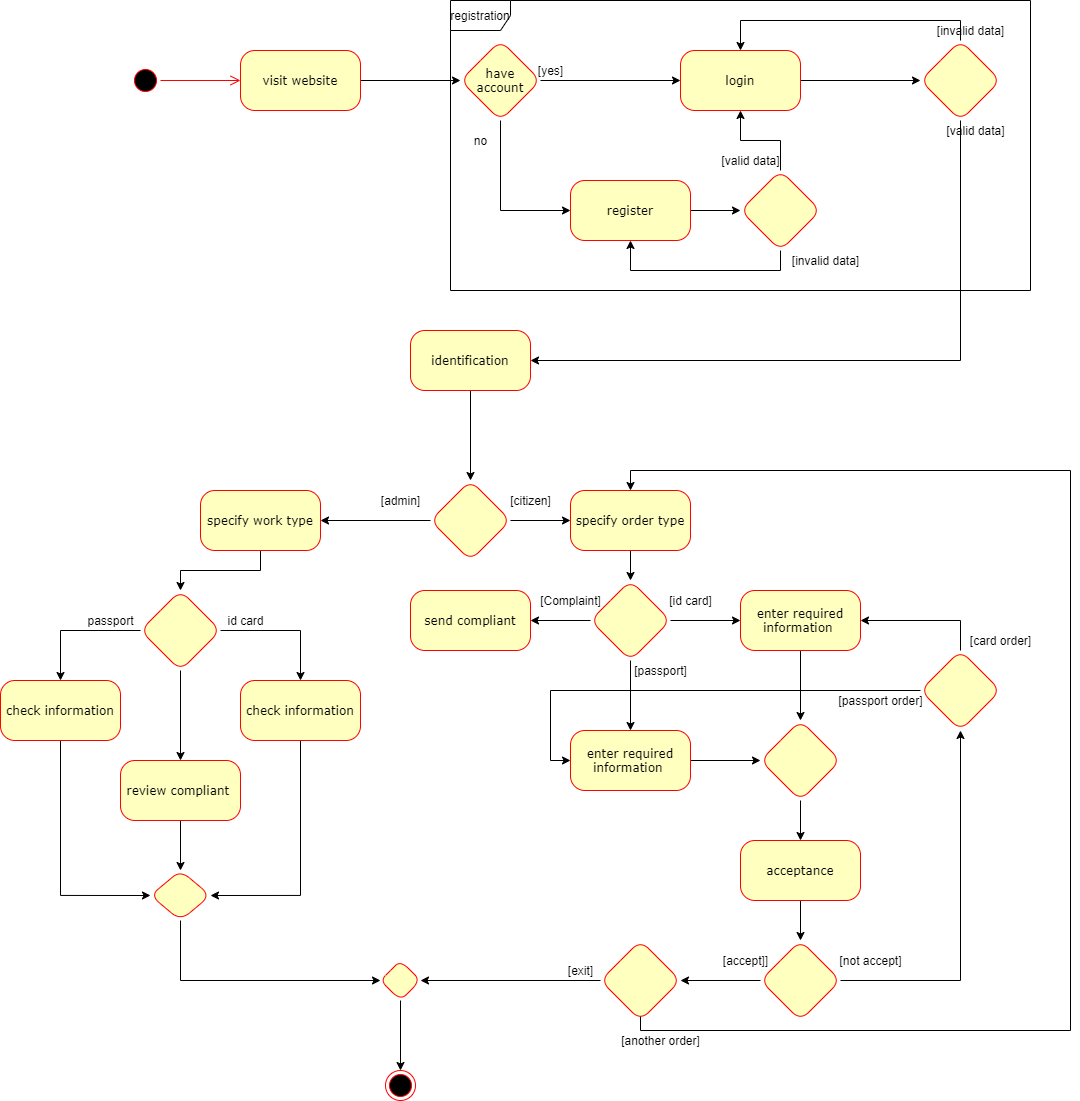 registration
[invalid data]
visit website
have
account
[yes]
login
[valid data]
no
[valid data]
register
[invalid data]
identification
[admin]
[citizen]
specify work type
specify order type
[Complaint]
[id card]
send compliant
enter required
information
passport
id card
[card order]
[passport]
[passport order]
check information
check information
enter required
information
review compliant
acceptance
[exit]
[accept]]
[not accept]
[another order]